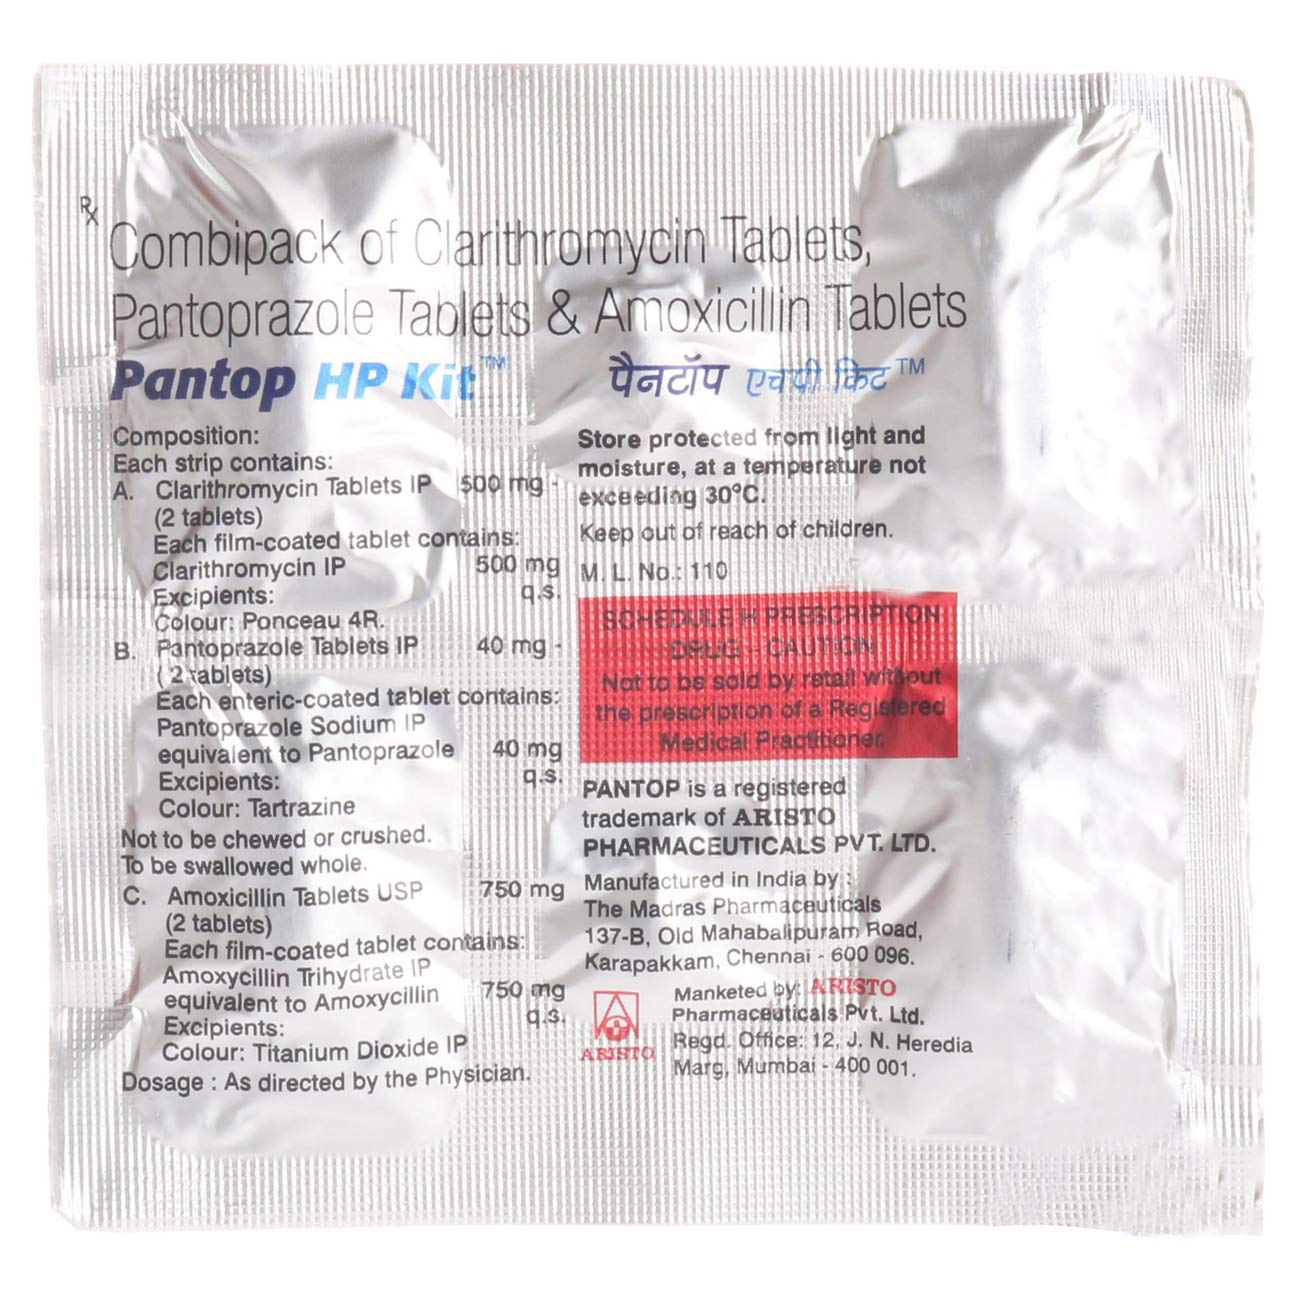 Rx
Combipack of Clarithromycin Tablets,
Pantoprazole Tablets & Amoxicillin Tablets
Pantop HP Kit™
पैनटॉप एचपी किट™
Composition:
Each strip contains:
A. Clarithromycin Tablets IP 500 mg -
(2 tablets)
Each film-coated tablet contains:
Clarithromycin IP 500 mg
Excipients: q.s.
Colour: Ponceau 4R.
B. Pantoprazole Tablets IP 40 mg -
( 2 tablets)
Each enteric-coated tablet contains:
Pantoprazole Sodium IP
equivalent to Pantoprazole 40 mg
Excipients: q.s.
Colour: Tartrazine
Not to be chewed or crushed.
To be swallowed whole.
C. Amoxicillin Tablets USP 750 mg
(2 tablets)
Each film-coated tablet contains:
Amoxycillin Trihydrate IP
equivalent to Amoxycillin 750 mg
Excipients: q.s.
Colour: Titanium Dioxide IP
Dosage : As directed by the Physician.
Store protected from light and
moisture, at a temperature not
exceeding 30°C.
Keep out of reach of children.
M. L. No.: 110
SCHEDULE H PRESCRIPTION
DRUG - CAUTION
Not to be sold by retail without
the prescription of a Registered
Medical Practitioner.
PANTOP is a registered
trademark of ARISTO
PHARMACEUTICALS PVT. LTD.
Manufactured in India by :
The Madras Pharmaceuticals
137-B, Old Mahabalipuram Road,
Karapakkam, Chennai - 600 096.
ARISTO
Manketed by: ARISTO
Pharmaceuticals Pvt. Ltd.
Regd. Office: 12, J. N. Heredia
Marg, Mumbai - 400 001.